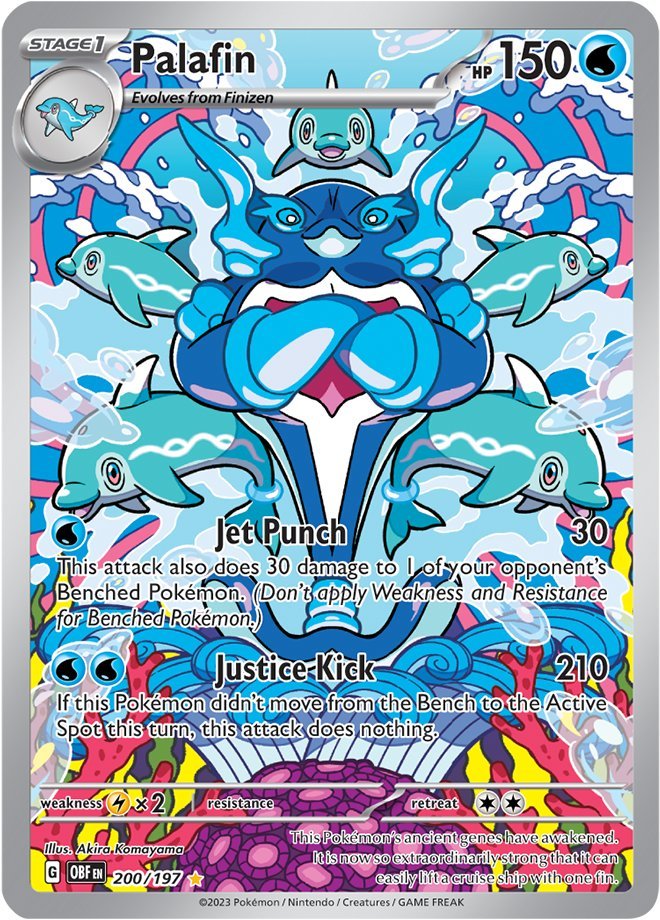 STAGE 1
Palafin
HP 150
Evolves from Finizen
Jet Punch 30
This attack also does 30 damage to 1 of your opponent's
Benched Pokémon. (Don't apply Weakness and Resistance
for Benched Pokémon.)
Justice Kick 210
If this Pokémon didn't move from the Bench to the Active
Spot this turn, this attack does nothing.
weakness ×2 resistance retreat
Illus. Akira Komayama
This Pokémon's ancient genes have awakened.
It is now so extraordinarily strong that it can
easily lift a cruise ship with one fin.
G OBF EN 200/197
©2023 Pokémon / Nintendo / Creatures / GAME FREAK